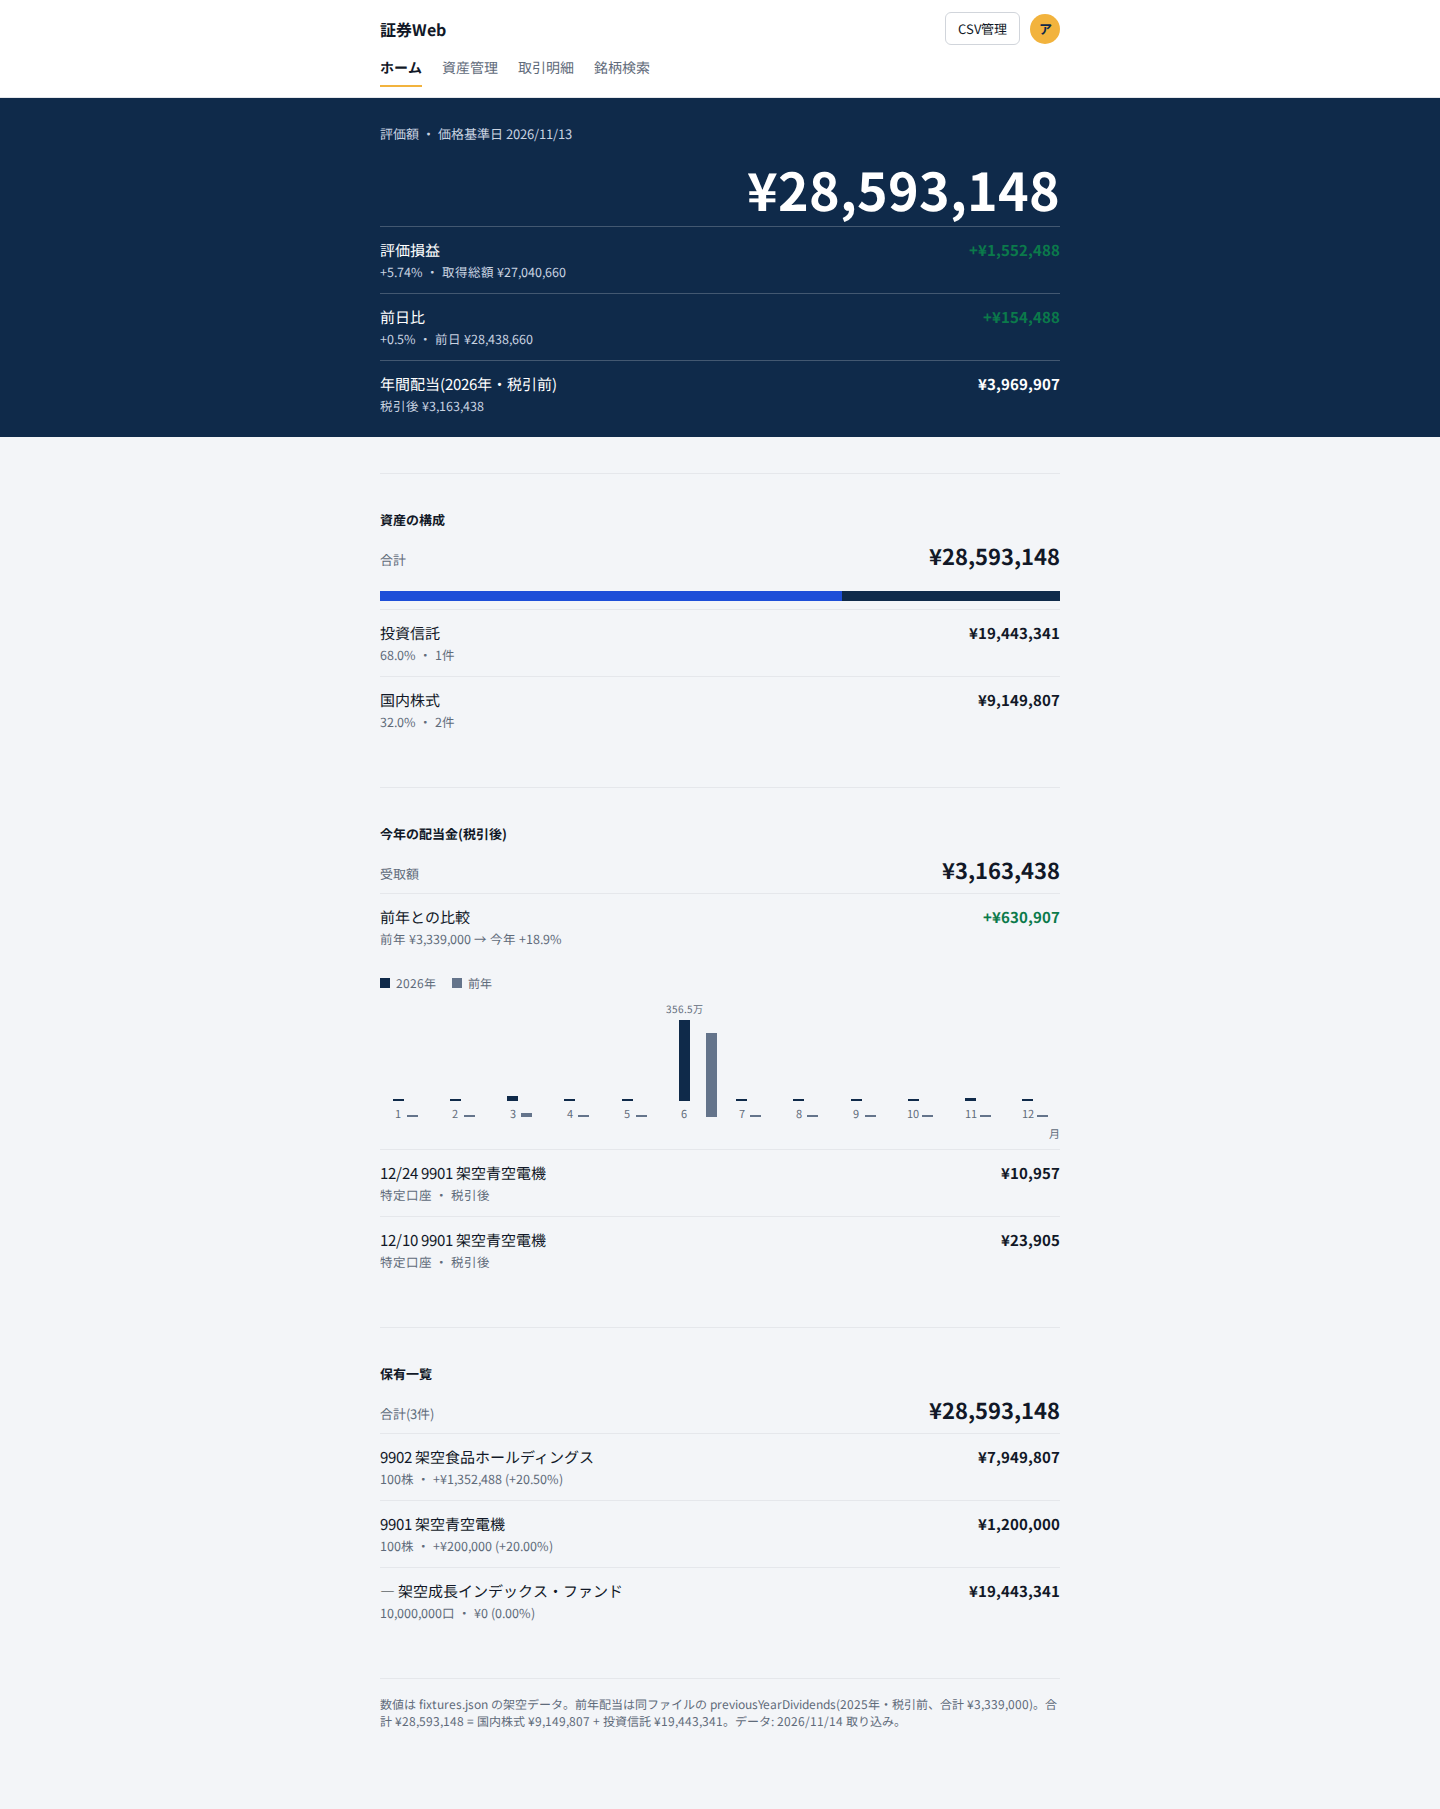 証券Web
CSV管理
ア
ホーム 資産管理 取引明細 銘柄検索
評価額 ・ 価格基準日 2026/11/13
¥28,593,148
評価損益 +¥1,552,488
+5.74% ・ 取得総額 ¥27,040,660
前日比 +¥154,488
+0.5% ・ 前日 ¥28,438,660
年間配当(2026年・税引前) ¥3,969,907
税引後 ¥3,163,438
資産の構成
合計 ¥28,593,148
投資信託 ¥19,443,341
68.0% ・ 1件
国内株式 ¥9,149,807
32.0% ・ 2件
今年の配当金(税引後)
受取額 ¥3,163,438
前年との比較 +¥630,907
前年 ¥3,339,000 → 今年 +18.9%
2026年 前年
356.5万
1 2 3 4 5 6 7 8 9 10 11 12
月
12/24 9901 架空青空電機 ¥10,957
特定口座 ・ 税引後
12/10 9901 架空青空電機 ¥23,905
特定口座 ・ 税引後
保有一覧
合計(3件) ¥28,593,148
9902 架空食品ホールディングス ¥7,949,807
100株 ・ +¥1,352,488 (+20.50%)
9901 架空青空電機 ¥1,200,000
100株 ・ +¥200,000 (+20.00%)
— 架空成長インデックス・ファンド ¥19,443,341
10,000,000口 ・ ¥0 (0.00%)
数値は fixtures.json の架空データ。前年配当は同ファイルの previousYearDividends(2025年・税引前、合計 ¥3,339,000)。合
計 ¥28,593,148 = 国内株式 ¥9,149,807 + 投資信託 ¥19,443,341。データ: 2026/11/14 取り込み。